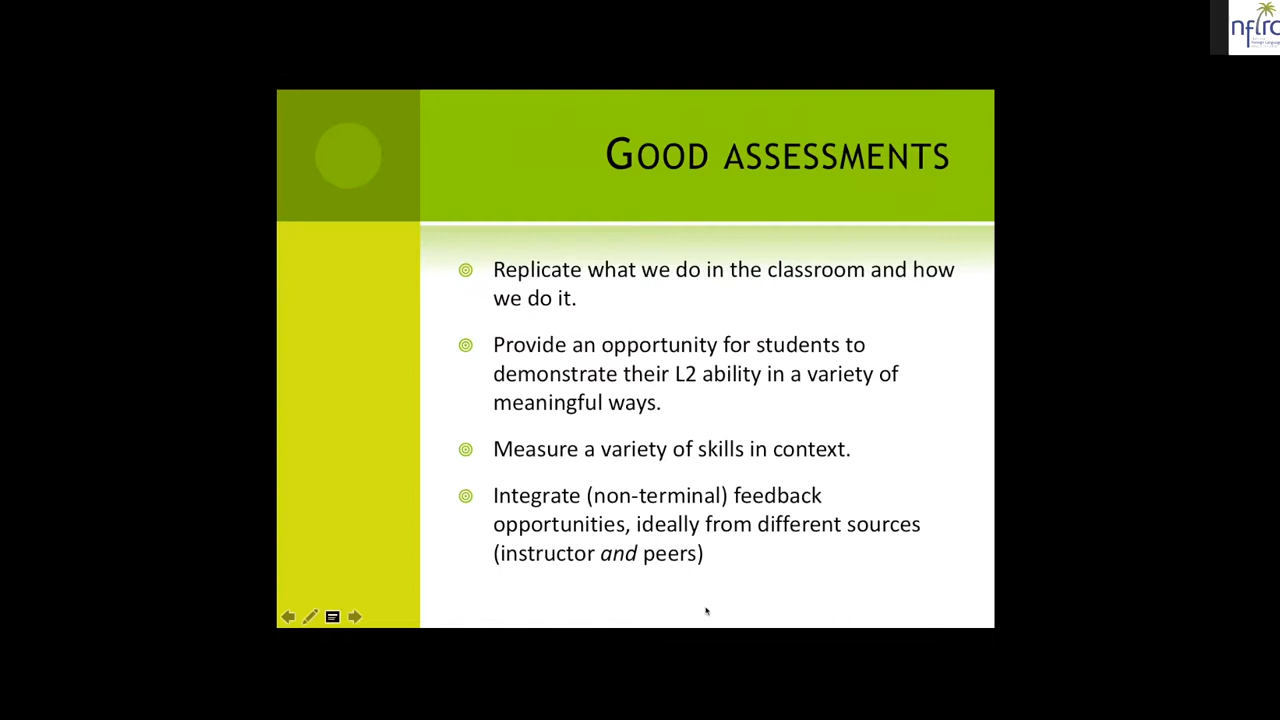 nflrc
GOOD ASSESSMENTS
Replicate what we do in the classroom and how
we do it.
Provide an opportunity for students to
demonstrate their L2 ability in a variety of
meaningful ways.
Measure a variety of skills in context.
Integrate (non-terminal) feedback
opportunities, ideally from different sources
(instructor and peers)